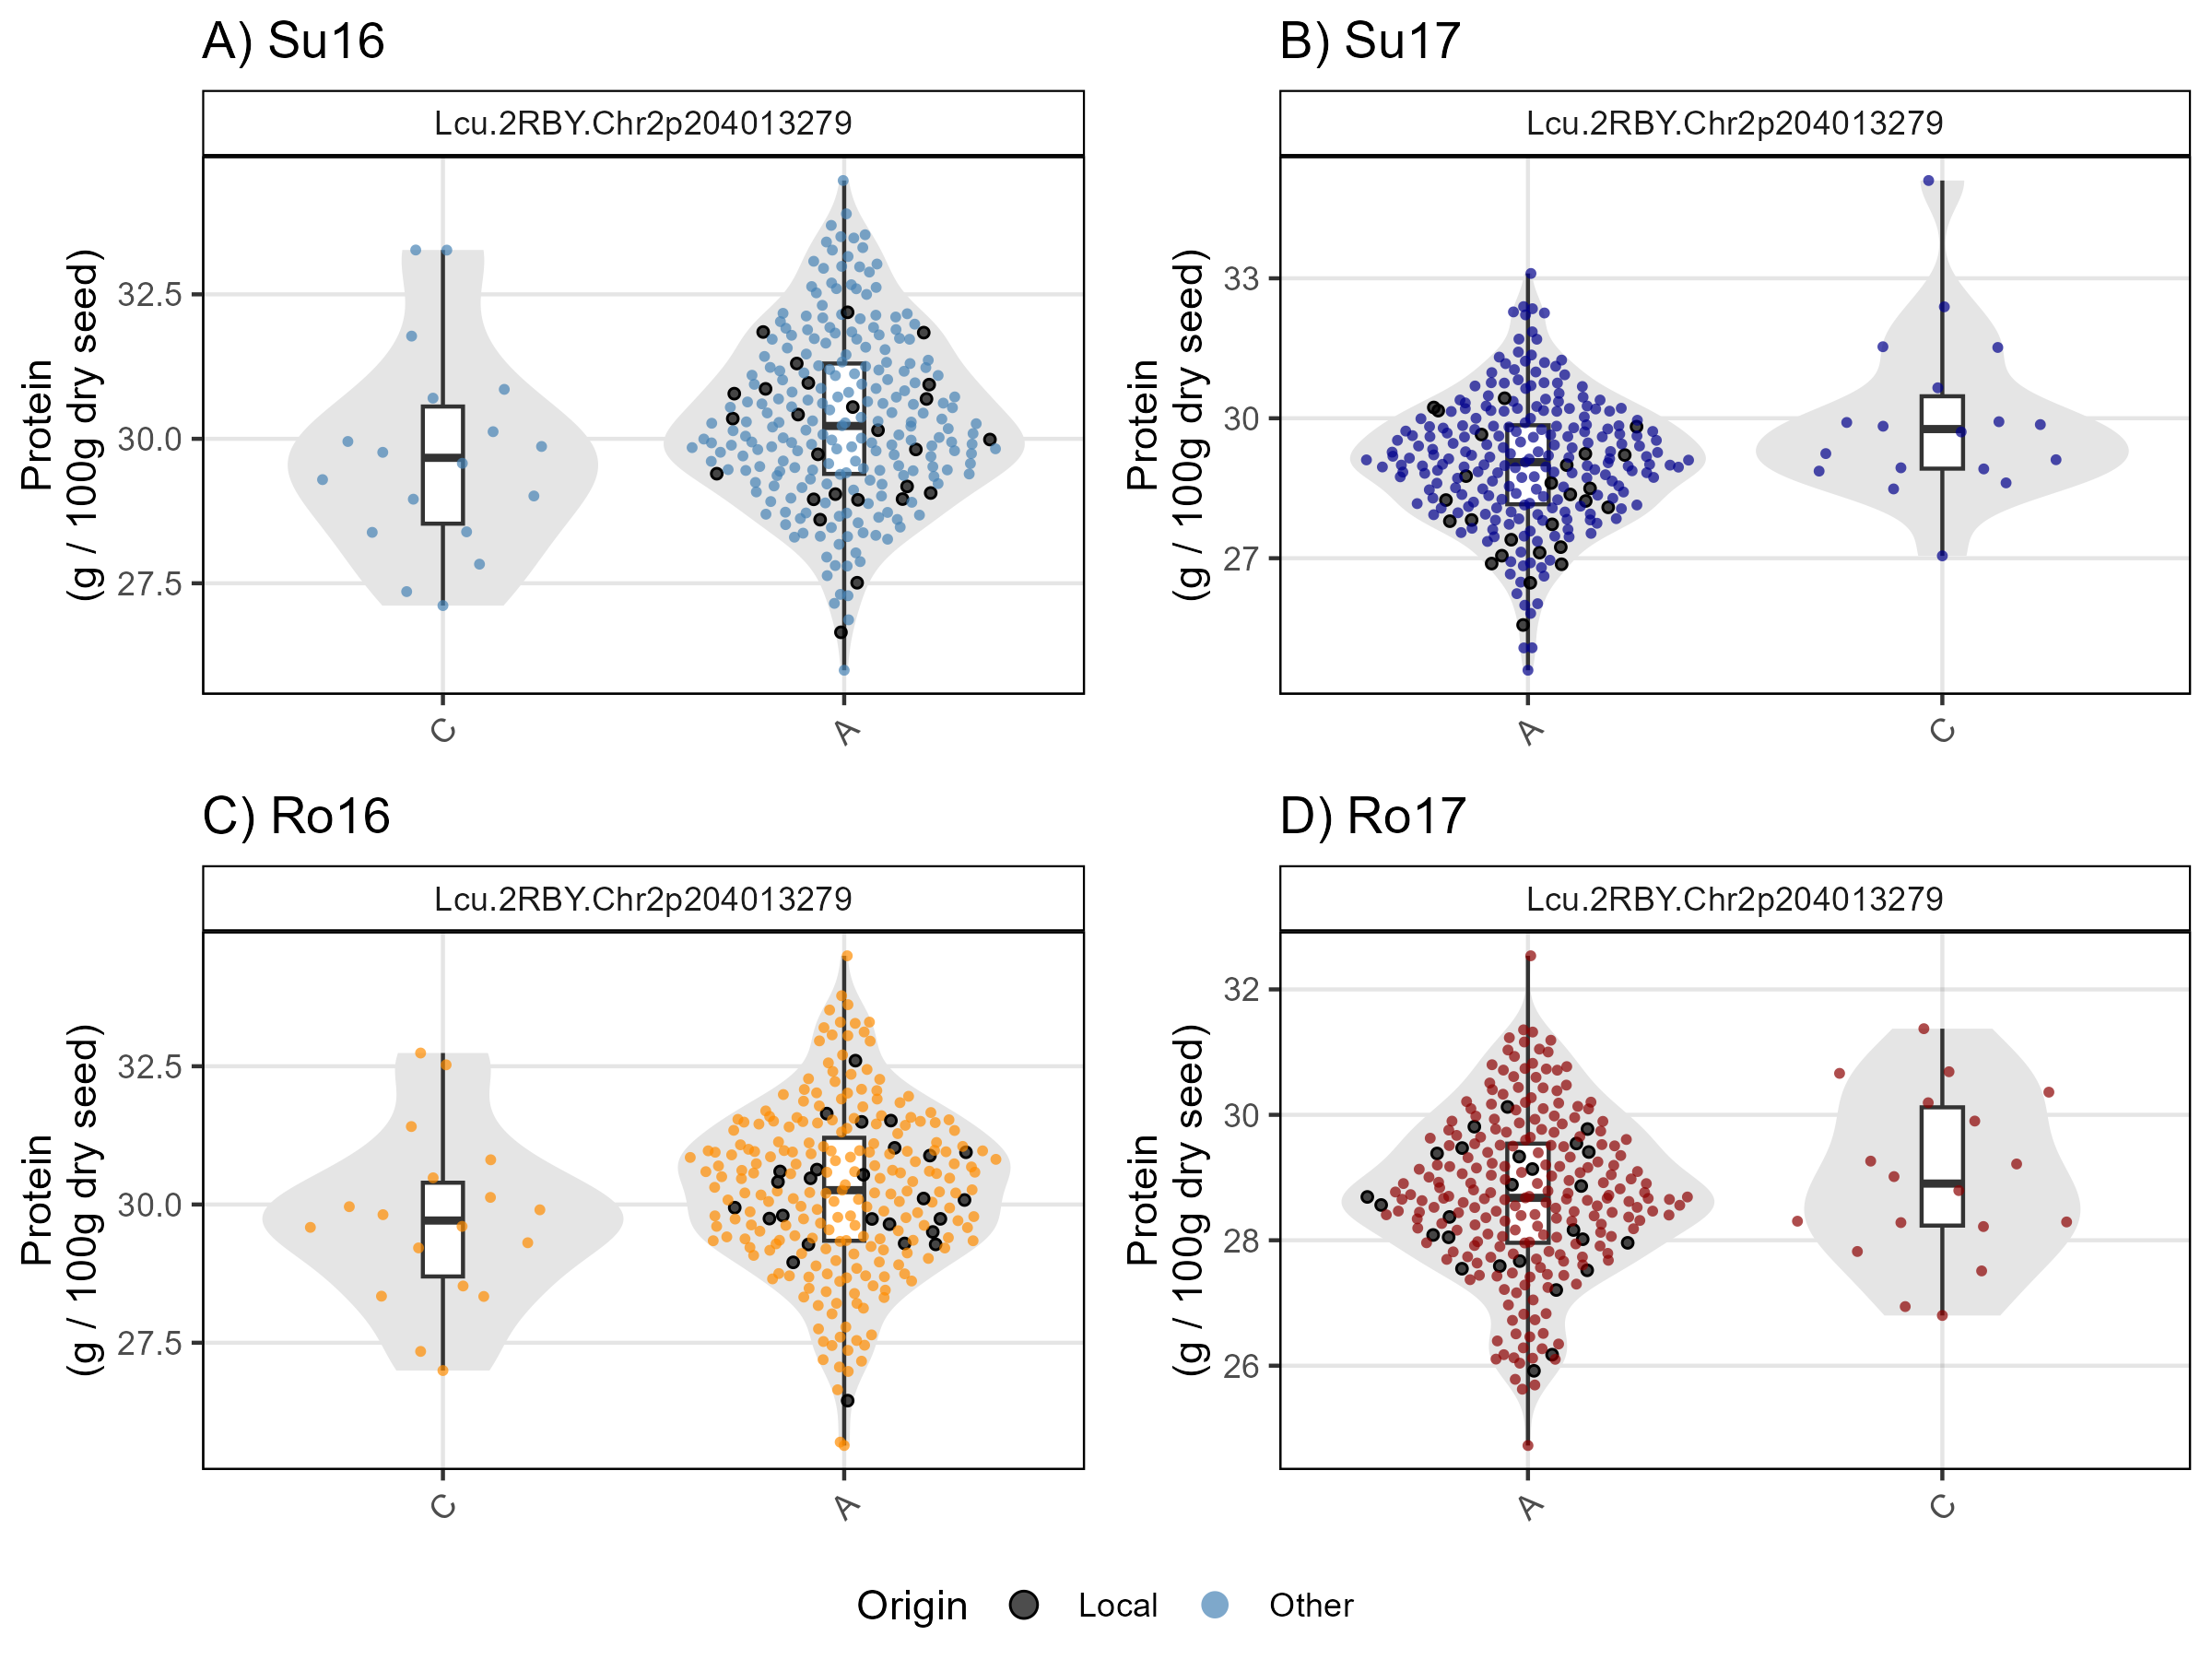 A) Su16
Lcu.2RBY.Chr2p204013279
Protein
(g / 100g dry seed)
32.5
30.0
27.5
C
A
B) Su17
Lcu.2RBY.Chr2p204013279
Protein
(g / 100g dry seed)
33
30
27
A
C
C) Ro16
Lcu.2RBY.Chr2p204013279
Protein
(g / 100g dry seed)
32.5
30.0
27.5
C
A
D) Ro17
Lcu.2RBY.Chr2p204013279
Protein
(g / 100g dry seed)
32
30
28
26
A
C
Origin Local Other